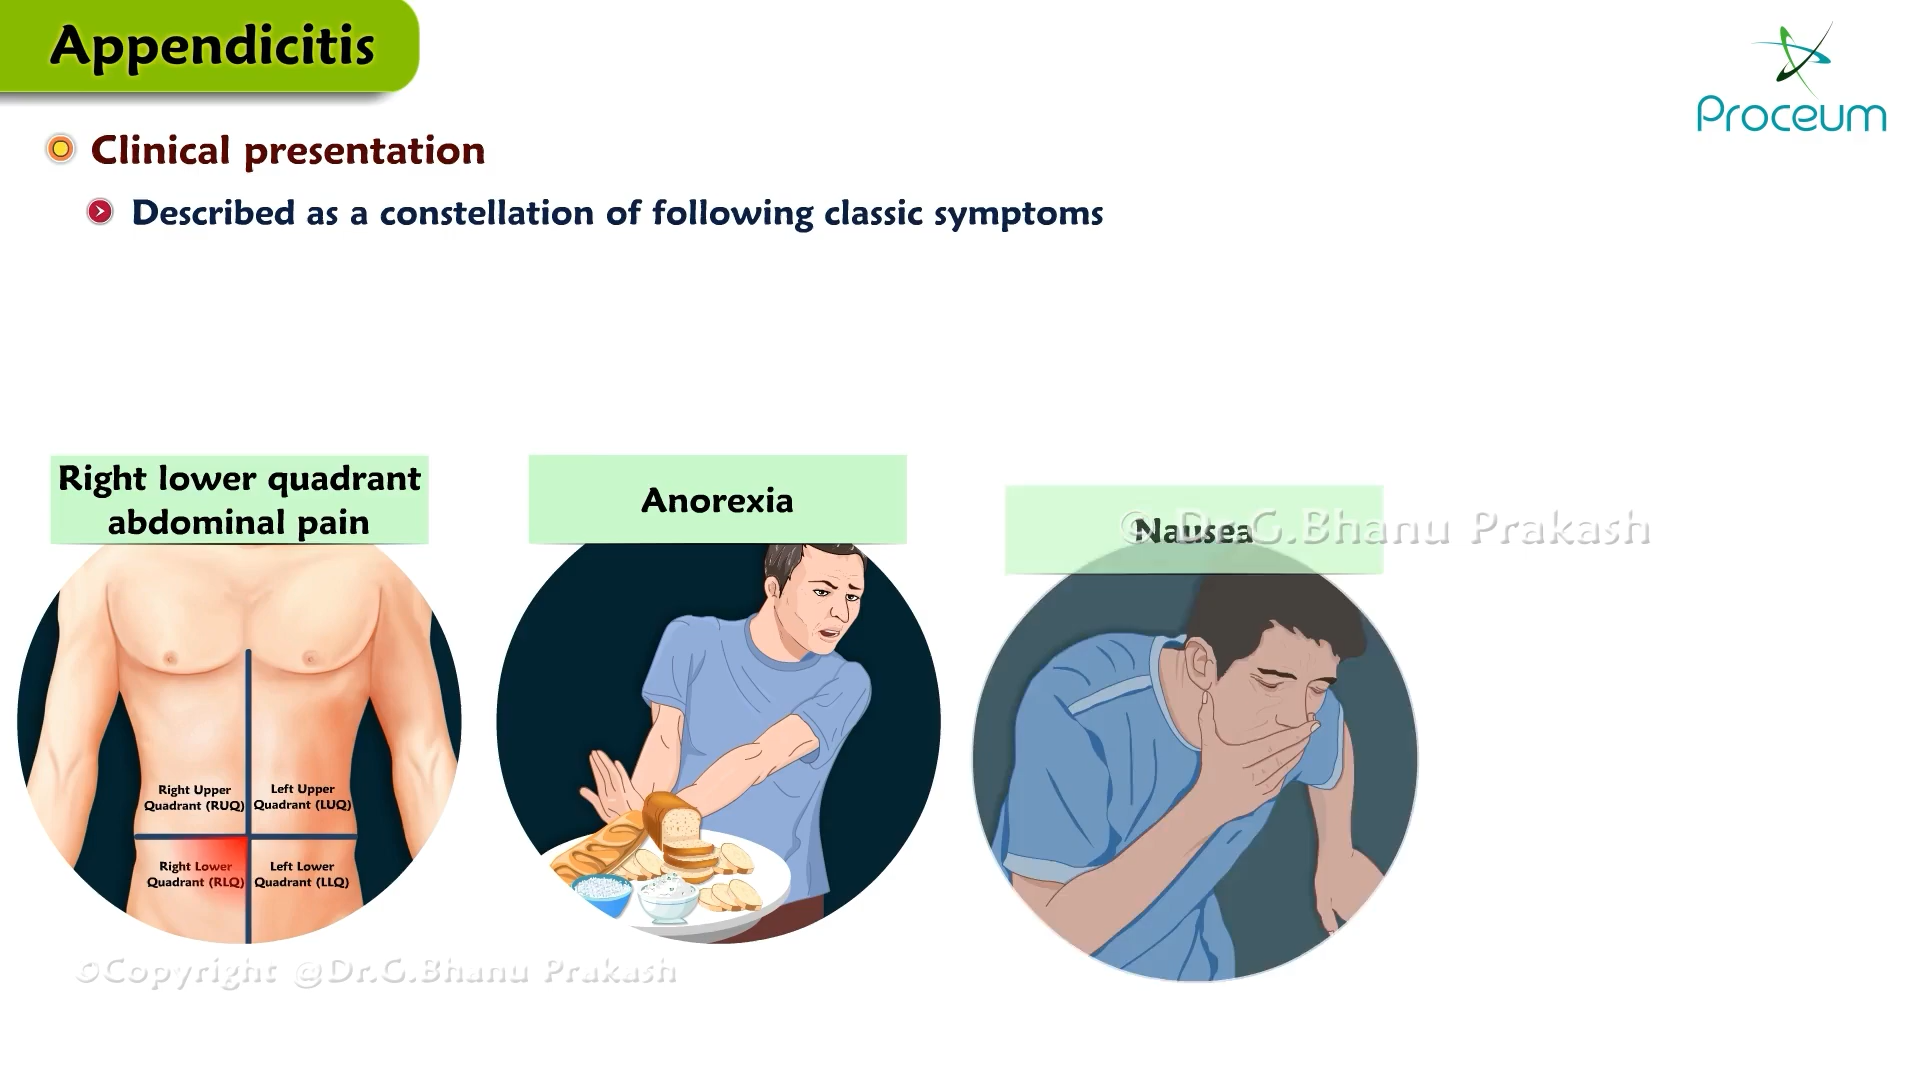 Appendicitis
Proceum
Clinical presentation
Described as a constellation of following classic symptoms
Right lower quadrant
abdominal pain
Anorexia
Nausea
© Dr.G.Bhanu Prakash
Right Upper
Quadrant (RUQ)
Left Upper
Quadrant (LUQ)
Right Lower
Quadrant (RLQ)
Left Lower
Quadrant (LLQ)
©Copyright @Dr.G.Bhanu Prakash